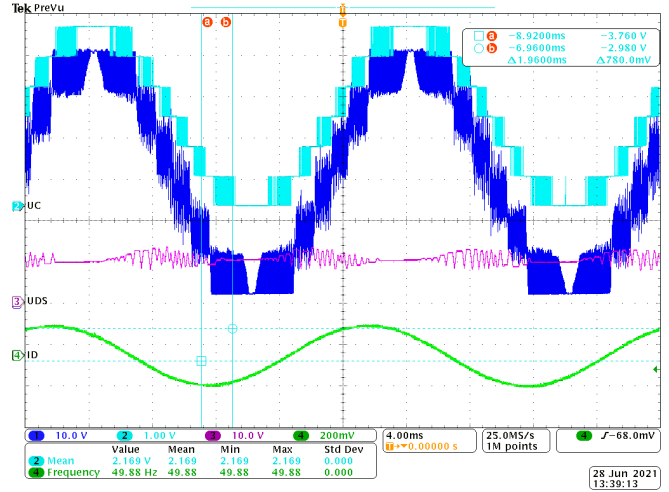 Tek PreVu
a b
T
a -8.9200ms -3.760 V
b -6.9600ms -2.980 V
Δ1.9600ms Δ780.0mV
2 UC
3 UDS
4 ID
1 10.0 V 2 1.00 V 3 10.0 V 4 200mV
4.00ms
T→▼0.00000 s
25.0MS/s
1M points
4 -68.0mV
Value Mean Min Max Std Dev
2 Mean 2.169 V 2.169 2.169 2.169 0.000
4 Frequency 49.88 Hz 49.88 49.88 49.88 0.000
28 Jun 2021
13:39:13